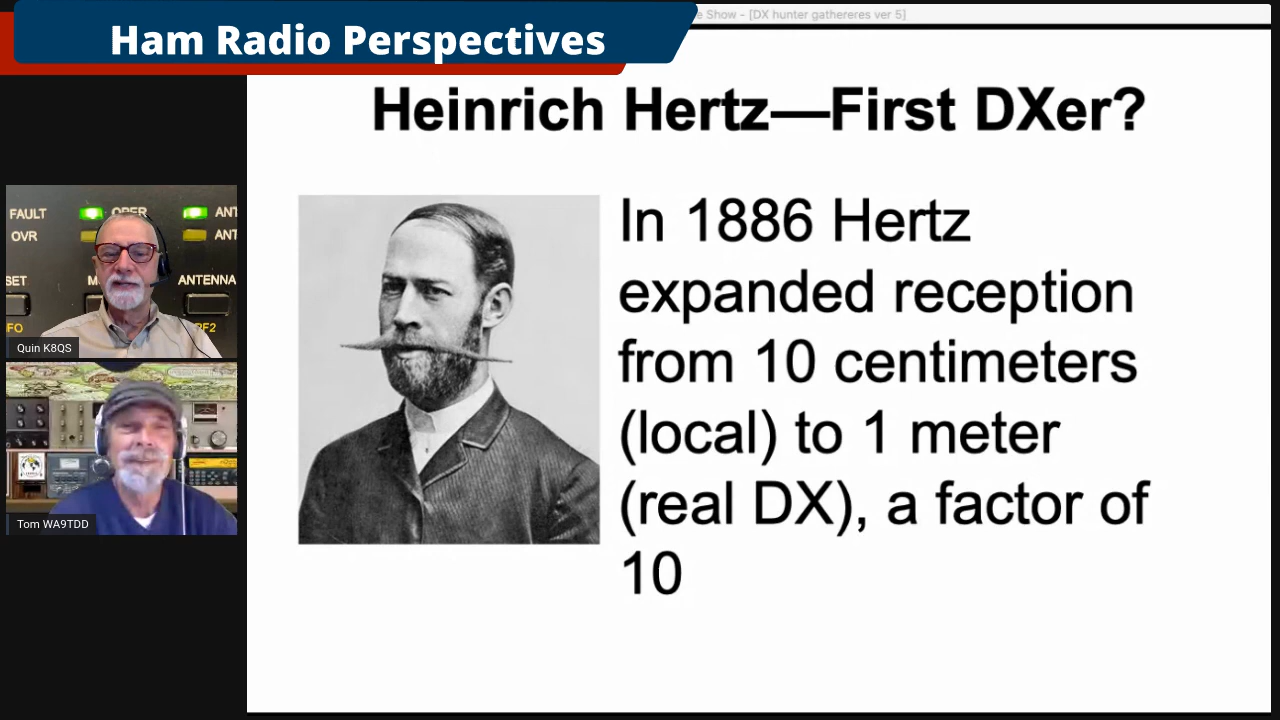 Ham Radio Perspectives
Show - [DX hunter gathereres ver 5]
Heinrich Hertz—First DXer?
In 1886 Hertz
expanded reception
from 10 centimeters
(local) to 1 meter
(real DX), a factor of
10
FAULT
OPER
ANT
OVR
ANT
SET
ANTENNA
Quin K8QS
Tom WA9TDD